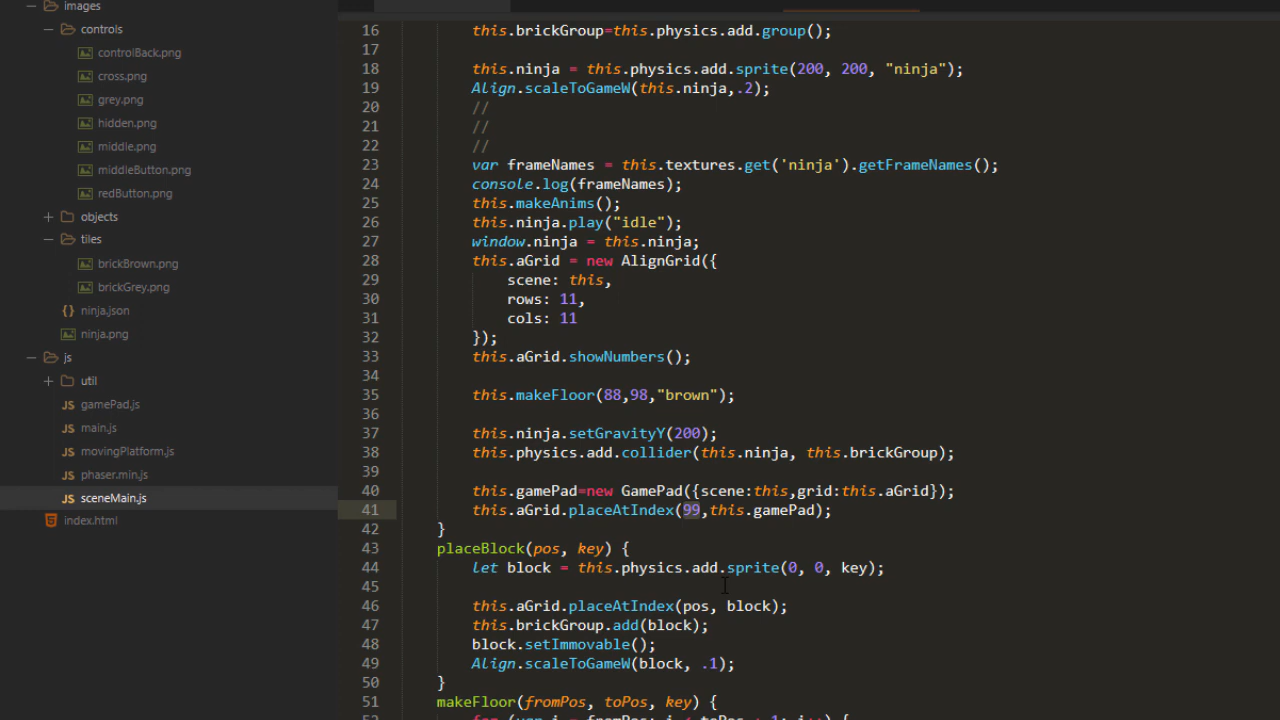 images
controls
controlBack.png
cross.png
grey.png
hidden.png
middle.png
middleButton.png
redButton.png
objects
tiles
brickBrown.png
brickGrey.png
{} ninja.json
ninja.png
js
util
JS gamePad.js
JS main.js
JS movingPlatform.js
JS phaser.min.js
JS sceneMain.js
index.html
16 this.brickGroup=this.physics.add.group();
17
18 this.ninja = this.physics.add.sprite(200, 200, "ninja");
19 Align.scaleToGameW(this.ninja,.2);
20 //
21 //
22 //
23 var frameNames = this.textures.get('ninja').getFrameNames();
24 console.log(frameNames);
25 this.makeAnims();
26 this.ninja.play("idle");
27 window.ninja = this.ninja;
28 this.aGrid = new AlignGrid({
29 scene: this,
30 rows: 11,
31 cols: 11
32 });
33 this.aGrid.showNumbers();
34
35 this.makeFloor(88,98,"brown");
36
37 this.ninja.setGravityY(200);
38 this.physics.add.collider(this.ninja, this.brickGroup);
39
40 this.gamePad=new GamePad({scene:this,grid:this.aGrid});
41 this.aGrid.placeAtIndex(99,this.gamePad);
42 }
43 placeBlock(pos, key) {
44 let block = this.physics.add.sprite(0, 0, key);
45
46 this.aGrid.placeAtIndex(pos, block);
47 this.brickGroup.add(block);
48 block.setImmovable();
49 Align.scaleToGameW(block, .1);
50 }
51 makeFloor(fromPos, toPos, key) {